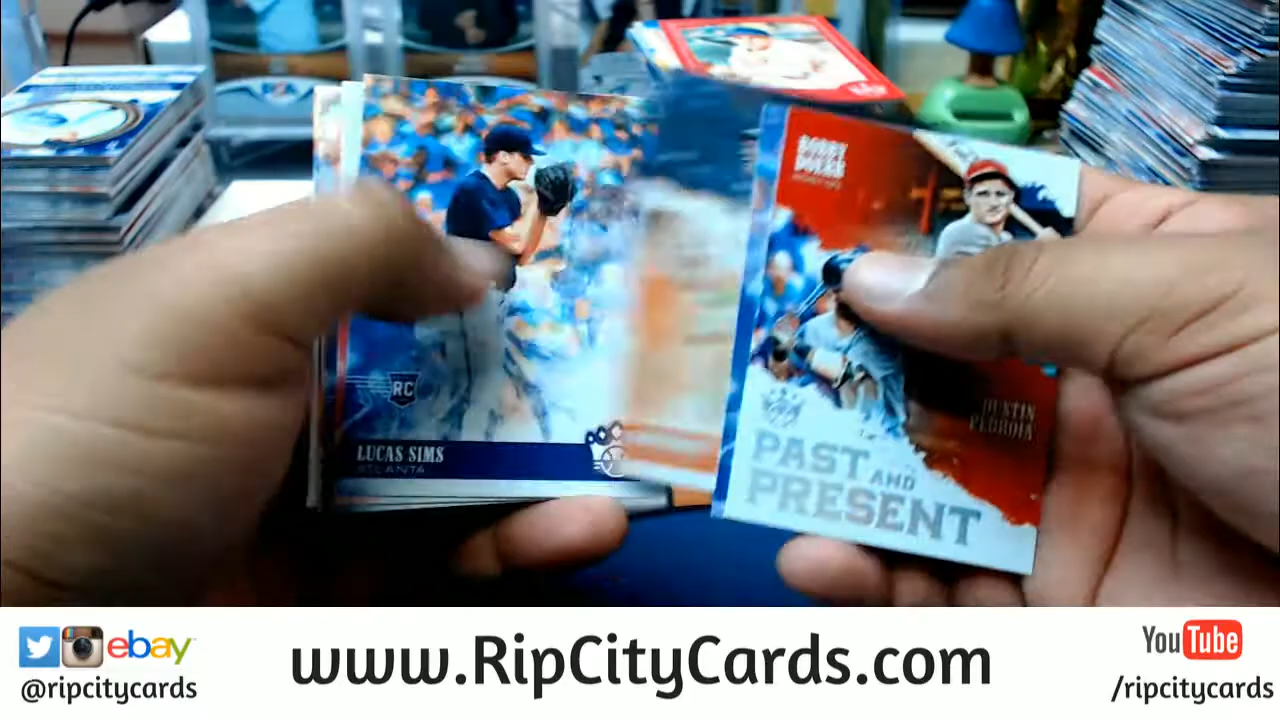 BOBBY
DOERR
RC
LUCAS SIMS
ATLANTA
DUSTIN
PEDROIA
PAST AND
PRESENT
ebay
@ripcitycards
www.RipCityCards.com
YouTube
/ripcitycards